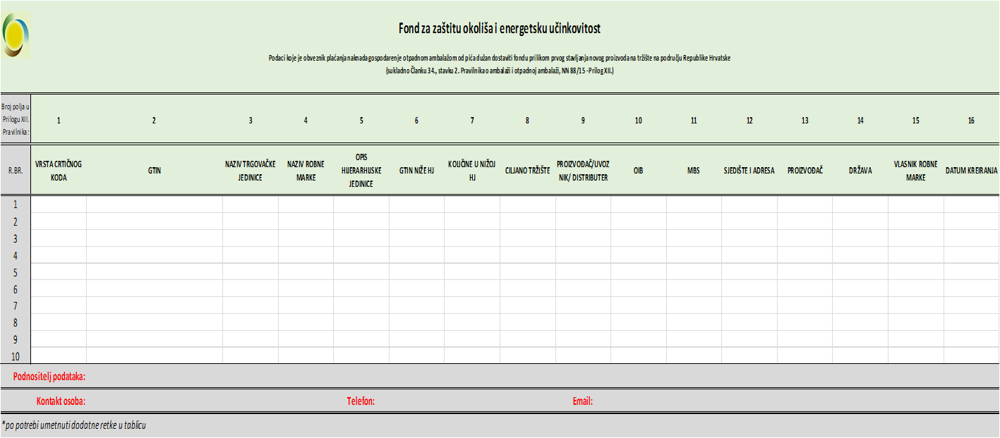 Fond za zaštitu okoliša i energetsku učinkovitost
Podaci koje je obveznik plaćanja naknada gospodarenje otpadnom ambalažom od pića dužan dostaviti fondu prilikom prvog stavljanja novog proizvoda na tržište na području Republike Hrvatske
(sukladno Članku 34., stavku 2. Pravilnika o ambalaži i otpadnoj ambalaži, NN 88/15 - Prilog XII.)
Broj polja u
Prilogu XII.
Pravilnika:
1 2 3 4 5 6 7 8 9 10 11 12 13 14 15 16
R.BR.
VRSTA CRTIČNOG
KODA
GTIN
NAZIV TRGOVAČKE
JEDINICE
NAZIV ROBNE
MARKE
OPIS
HIJERARHIJSKE
JEDINICE
GTIN NIŽE HJ
KOLIČINE U NIŽOJ
HJ
CILJANO TRŽIŠTE
PROIZVOĐAČ/UVOZ
NIK/ DISTRIBUTER
OIB
MBS
SJEDIŠTE I ADRESA
PROIZVOĐAČ
DRŽAVA
VLASNIK ROBNE
MARKE
DATUM KREIRANJA
1
2
3
4
5
6
7
8
9
10
Podnositelj podataka:
Kontakt osoba: Telefon: Email:
*po potrebi umetnuti dodatne retke u tablicu